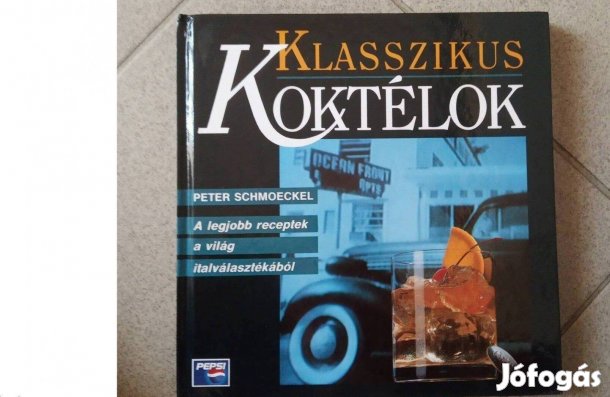 KLASSZIKUS
KOKTÉLOK
OCEAN FRONT
APTS
PETER SCHMOECKEL
A legjobb receptek
a világ
italválasztékából
PEPSI
Jófogás